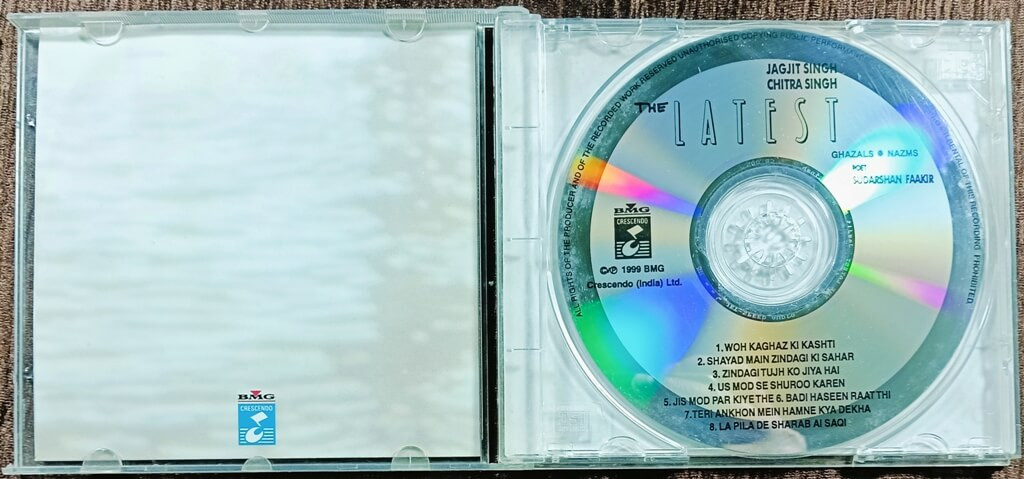 BMG
CRESCENDO
ALL RIGHTS OF THE PRODUCER AND OF THE RECORDED WORK RESERVED UNAUTHORISED COPYING PUBLIC PERFORM
RENTAL OF THIS RECORDING PROHIBITED
JAGJIT SINGH
CHITRA SINGH
THE LATEST
GHAZALS NAZMS
POET
SUDARSHAN FAAKIR
BMG
CRESCENDO
©/℗ 1999 BMG
Crescendo (India) Ltd.
1. WOH KAGHAZ KI KASHTI
2. SHAYAD MAIN ZINDAGI KI SAHAR
3. ZINDAGI TUJH KO JIYA HAI
4. US MOD SE SHUROO KAREN
5. JIS MOD PAR KIYE THE 6. BADI HASEEN RAAT THI
7. TERI ANKHON MEIN HAMNE KYA DEKHA
8. LA PILA DE SHARAB AI SAQI